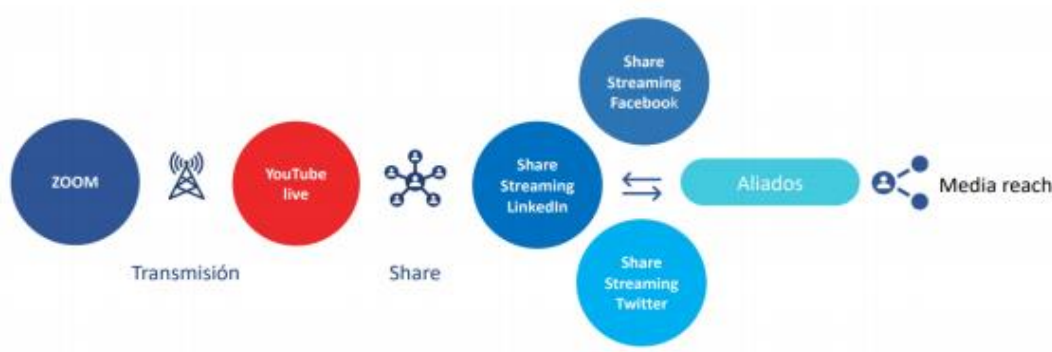 ZOOM
Transmisión
YouTube
live
Share
Share
Streaming
LinkedIn
Share
Streaming
Facebook
Share
Streaming
Twitter
Aliados
Media reach